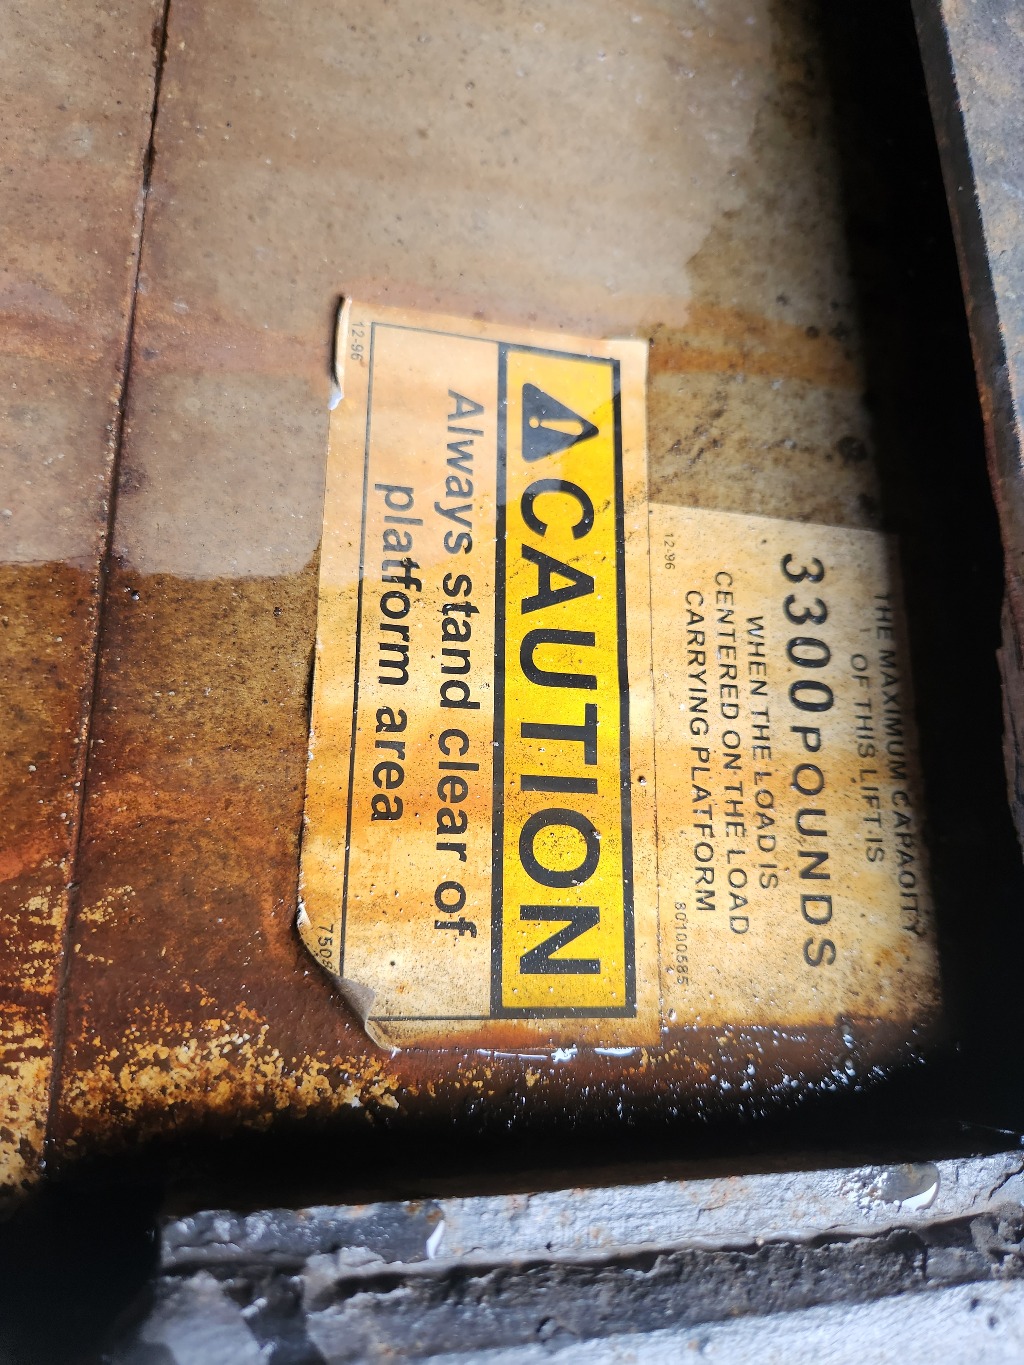 THE MAXIMUM CAPACITY
OF THIS LIFT IS
3300 POUNDS
WHEN THE LOAD IS
CENTERED ON THE LOAD
CARRYING PLATFORM
12-96
80100585
CAUTION
Always stand clear of
platform area
12-96